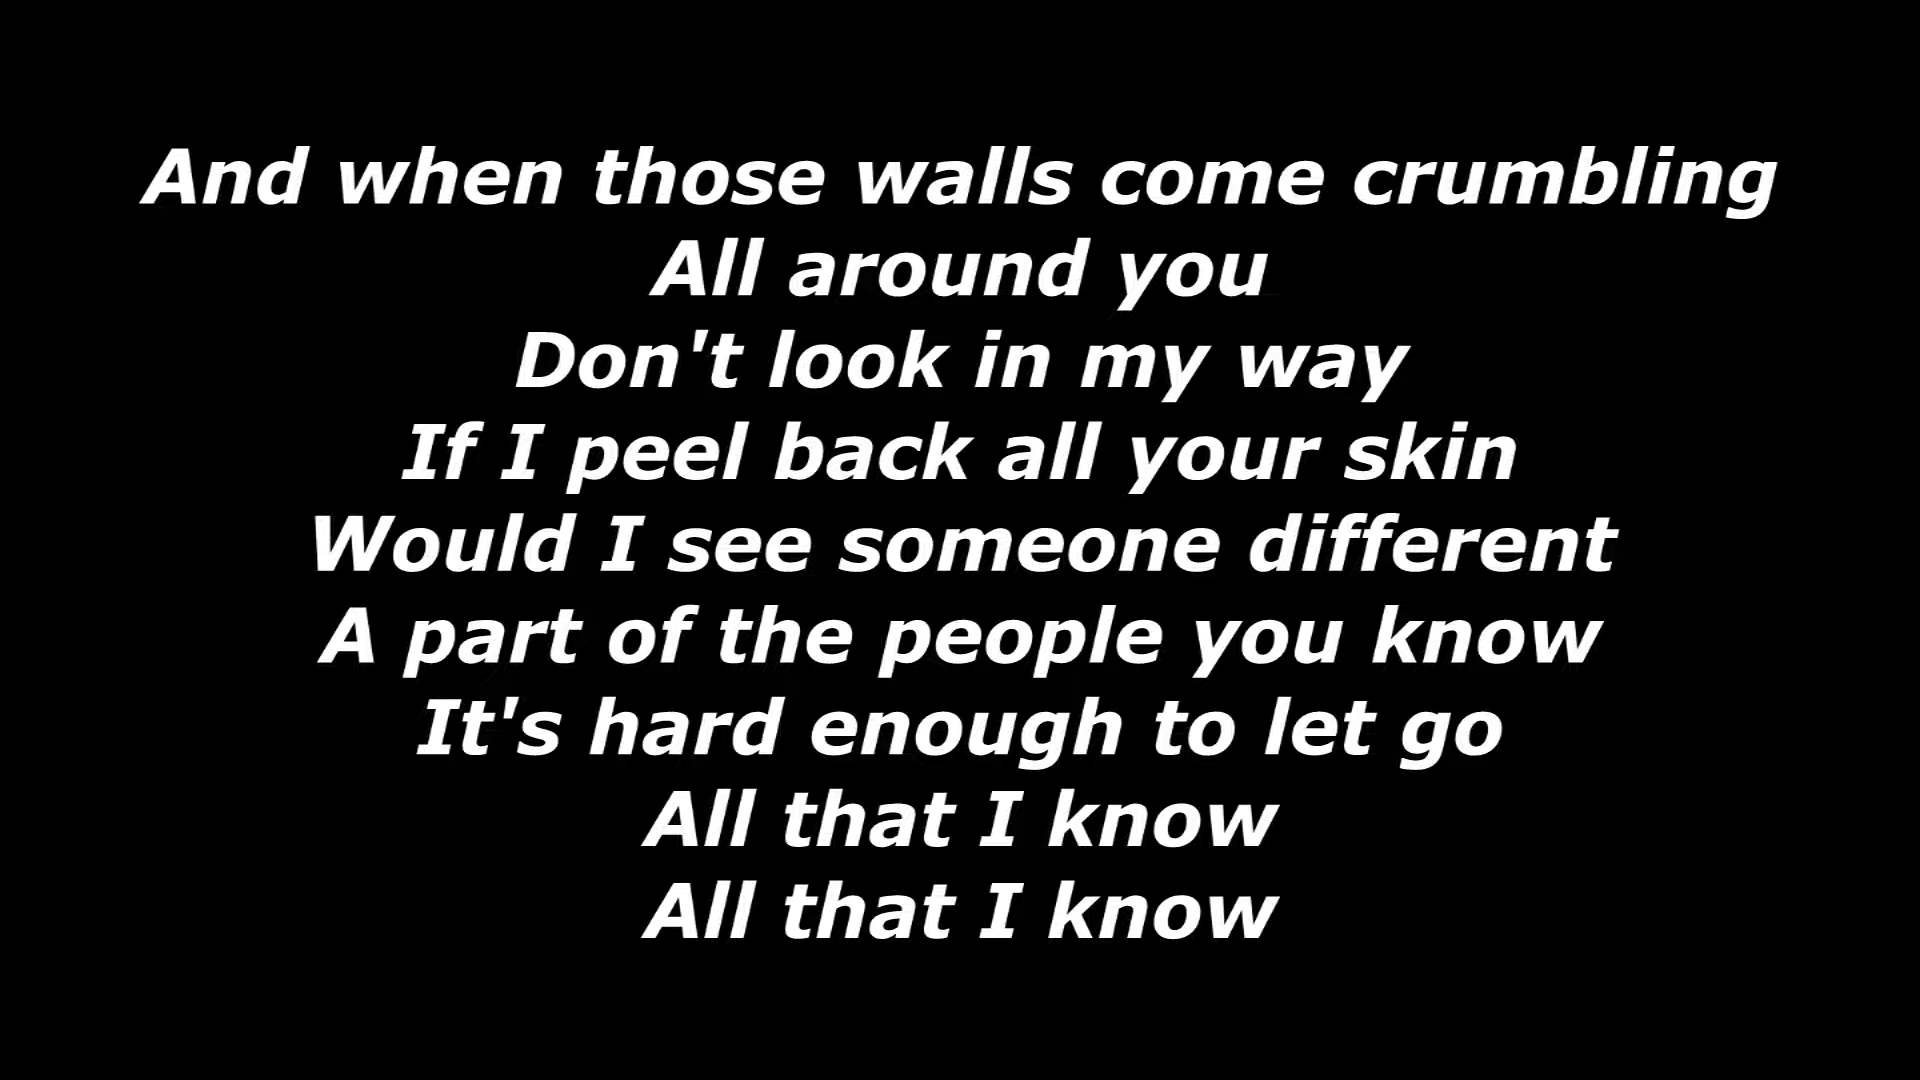 And when those walls come crumbling
All around you
Don't look in my way
If I peel back all your skin
Would I see someone different
A part of the people you know
It's hard enough to let go
All that I know
All that I know